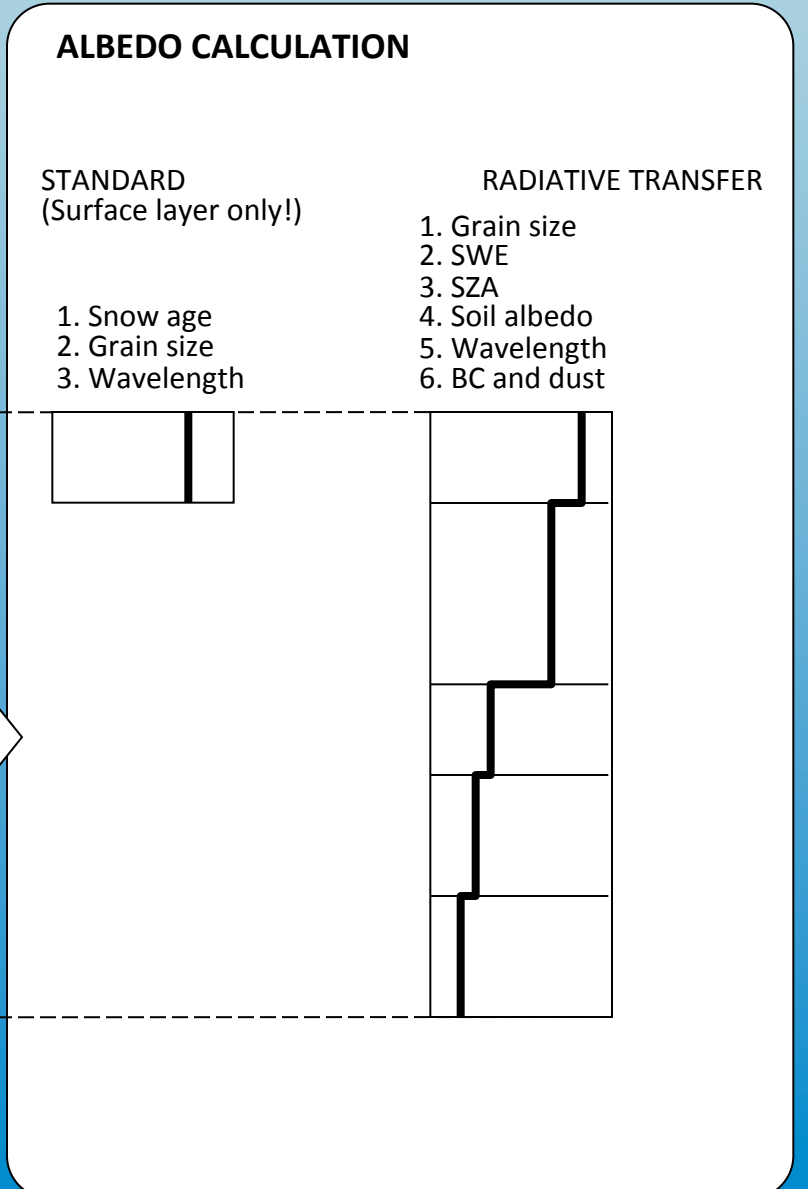 ALBEDO CALCULATION
STANDARD
(Surface layer only!)
1. Snow age
2. Grain size
3. Wavelength
RADIATIVE TRANSFER
1. Grain size
2. SWE
3. SZA
4. Soil albedo
5. Wavelength
6. BC and dust